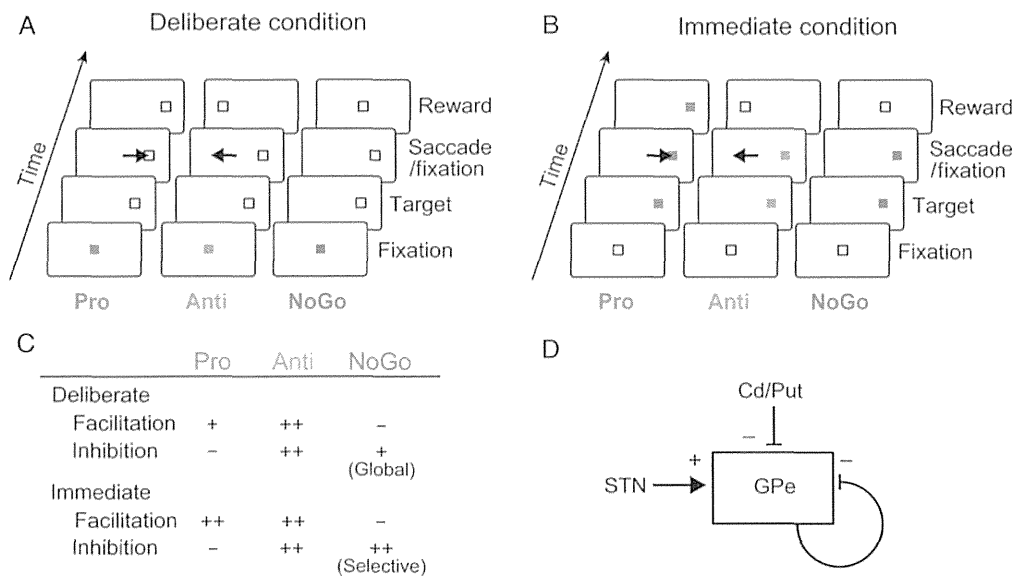 A
Deliberate condition
Time
Reward
Saccade
/fixation
Target
Fixation
Pro Anti NoGo
B
Immediate condition
Time
Reward
Saccade
/fixation
Target
Fixation
Pro Anti NoGo
C
Pro Anti NoGo
Deliberate
Facilitation + ++ –
Inhibition – ++ +
(Global)
Immediate
Facilitation ++ ++ –
Inhibition – ++ ++
(Selective)
D
Cd/Put
–
+ –
STN GPe